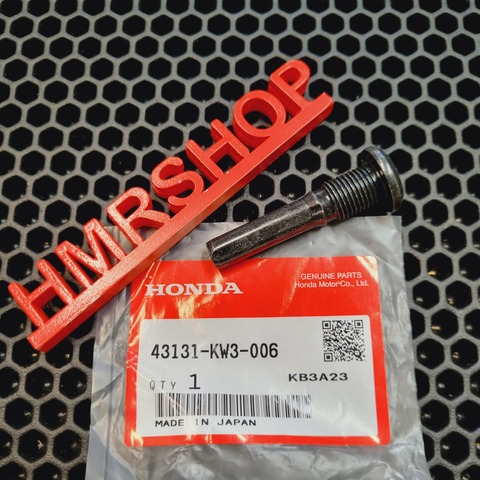 HMRSHOP
HONDA
GENUINE PARTS
Honda Motor Co., Ltd.
43131-KW3-006
QTY 1
KB3A23
MADE IN JAPAN